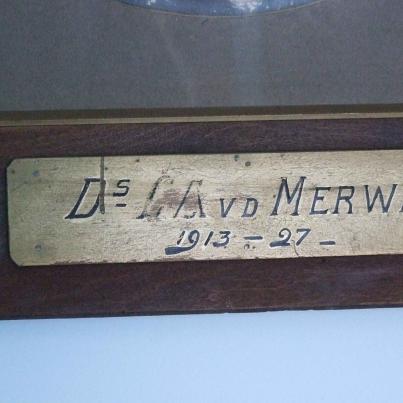 Ds vd MERW
1913 - 27 -